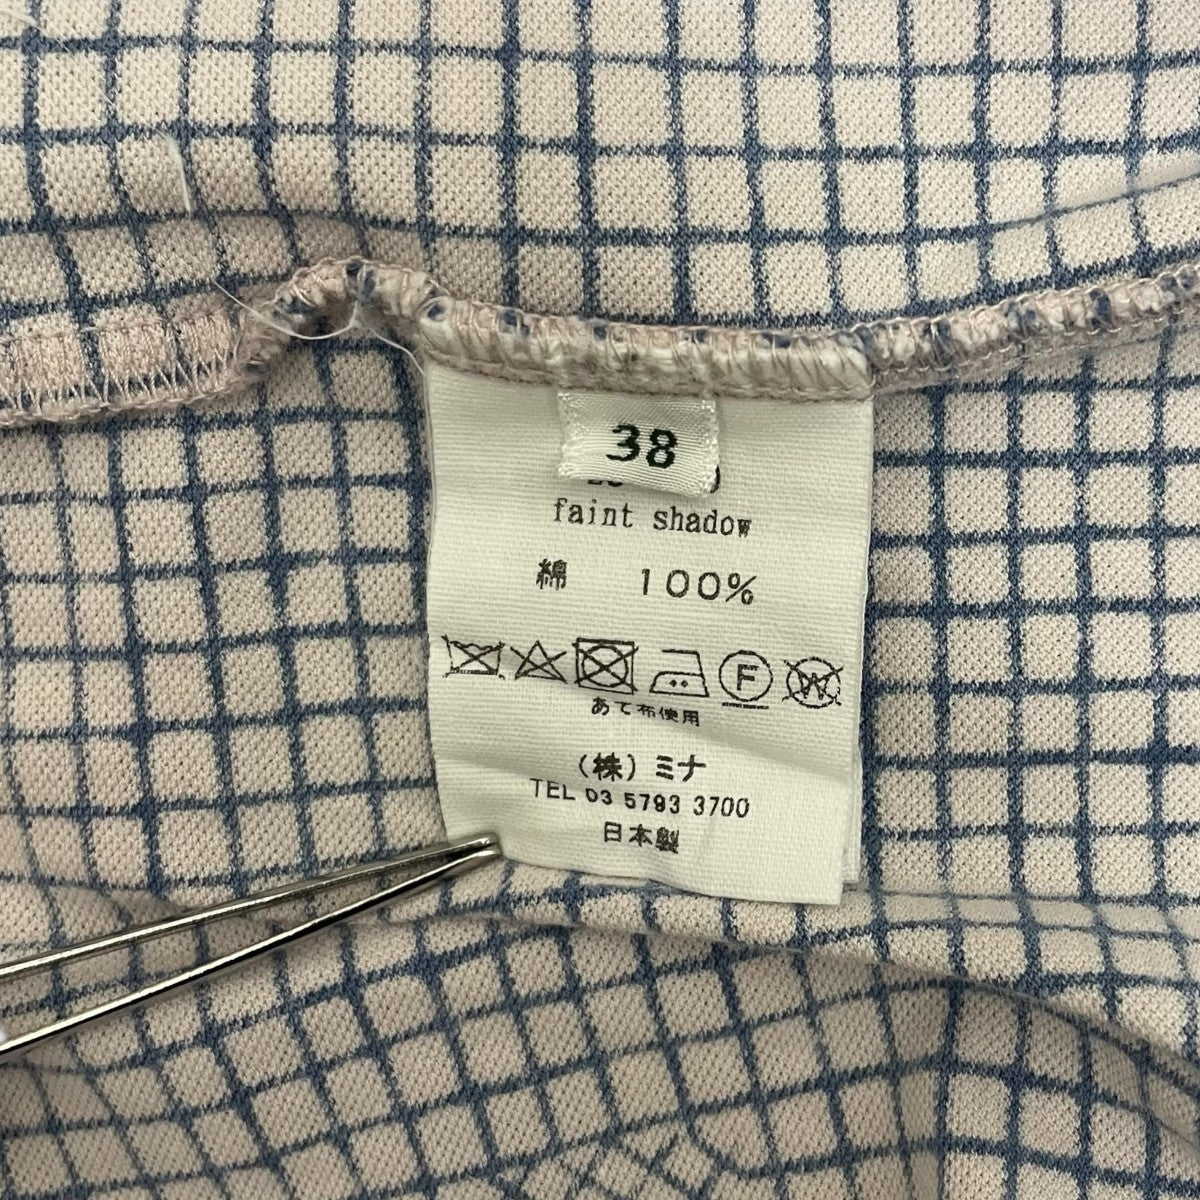 38
faint shadow
綿 100%
F W
あて布使用
(株)ミナ
TEL 03 5793 3700
日本製